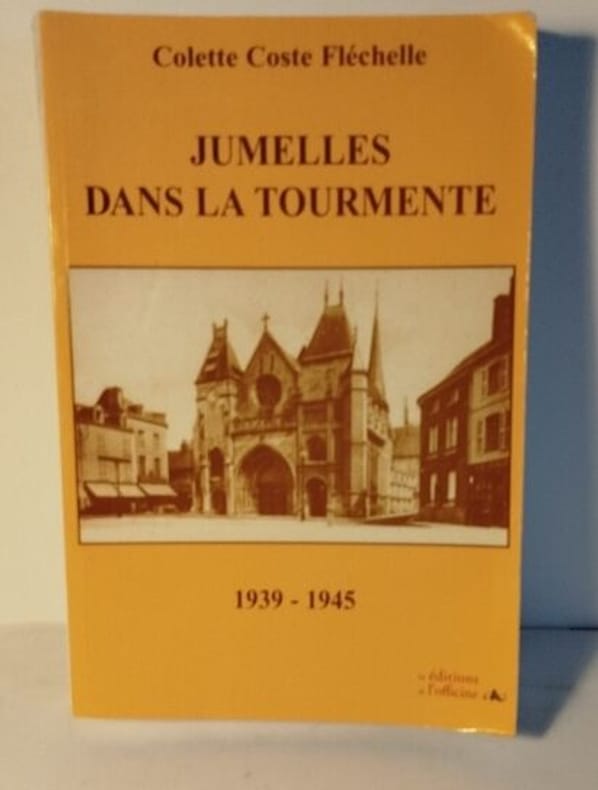 Colette Coste Fléchelle
JUMELLES
DANS LA TOURMENTE
1939 - 1945
éditions
l'officine